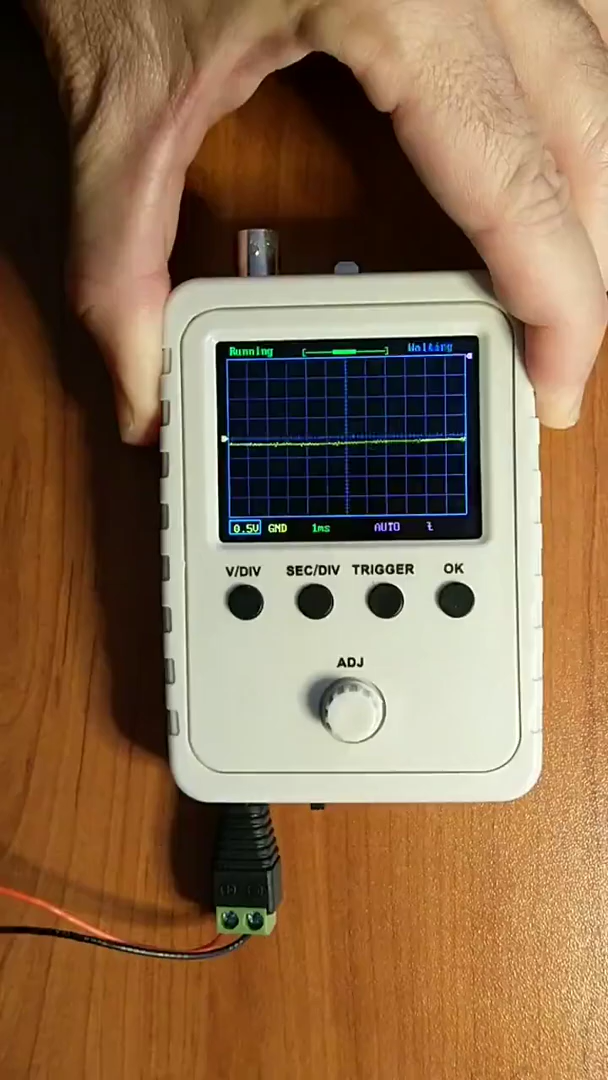 Running Waiting
0.5V GND 1ms AUTO
V/DIV SEC/DIV TRIGGER OK
ADJ